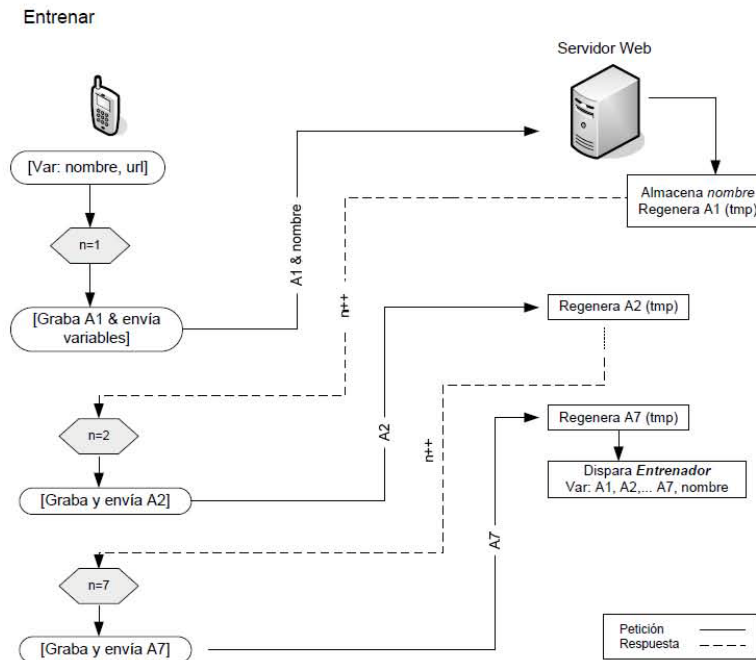 Entrenar
Servidor Web
[Var: nombre, url]
Almacena nombre
Regenera A1 (tmp)
n=1
A1 & nombre
n++
[Graba A1 & envía
variables]
Regenera A2 (tmp)
n=2
A2
n++
Regenera A7 (tmp)
[Graba y envía A2]
Dispara Entrenador
Var: A1, A2,... A7, nombre
A7
n=7
[Graba y envía A7]
Petición
Respuesta